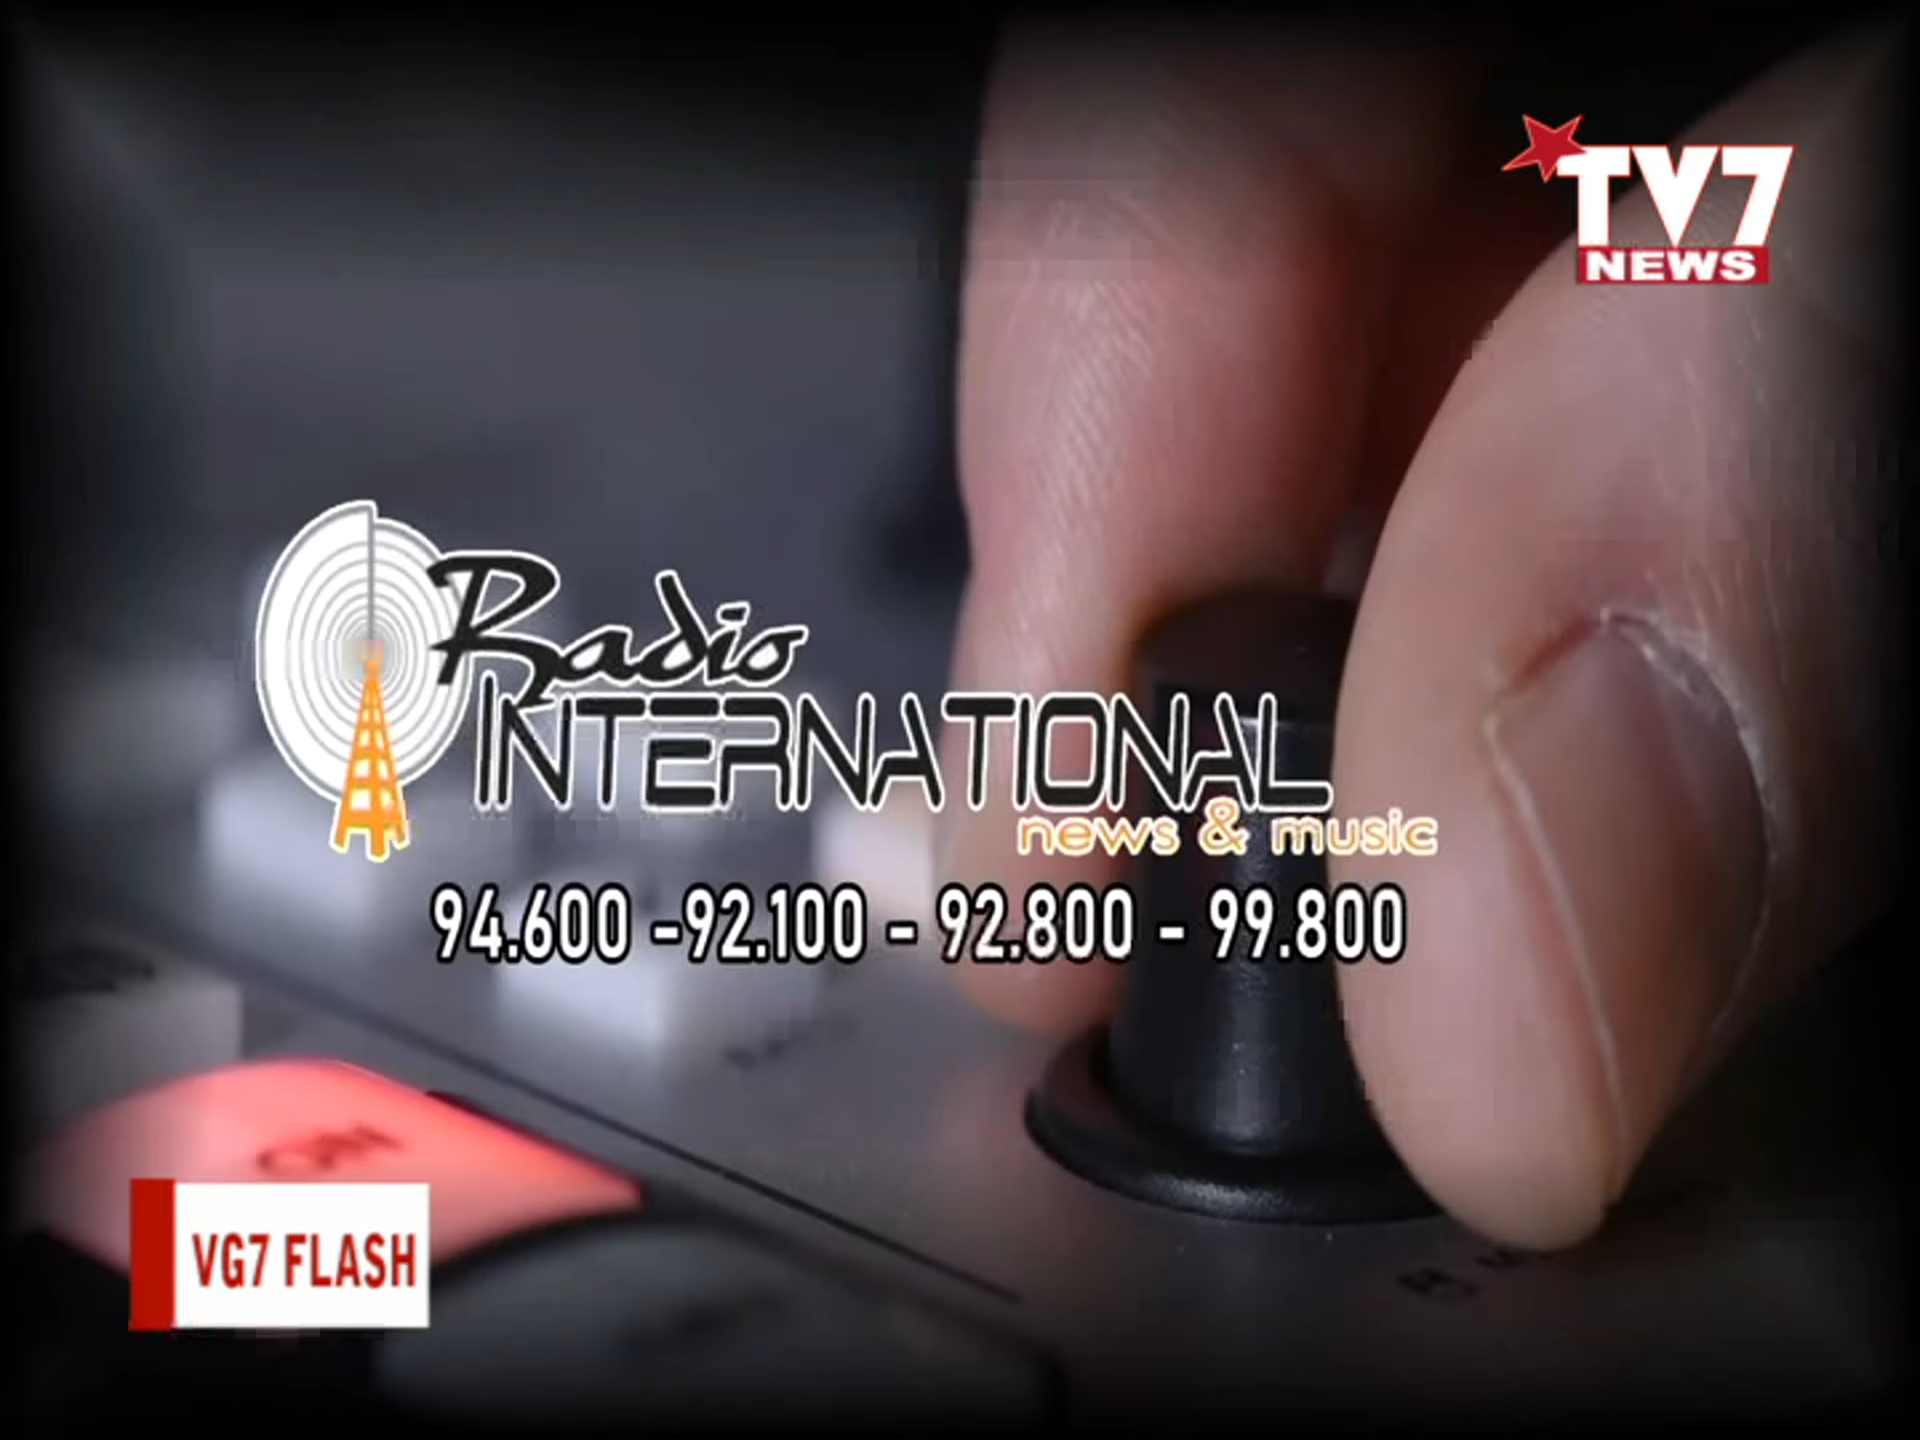 TV7
NEWS
Radio
INTERNATIONAL
news & music
94.600 -92.100 - 92.800 - 99.800
ON
VG7 FLASH